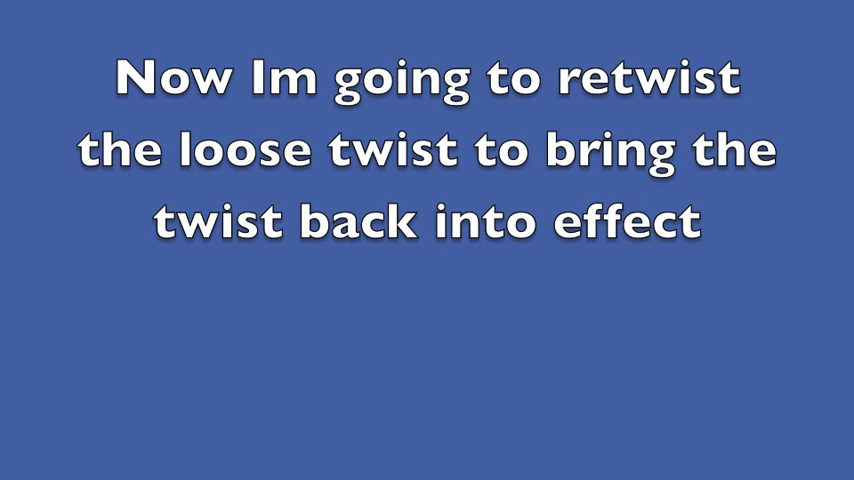 Now Im going to retwist
the loose twist to bring the
twist back into effect